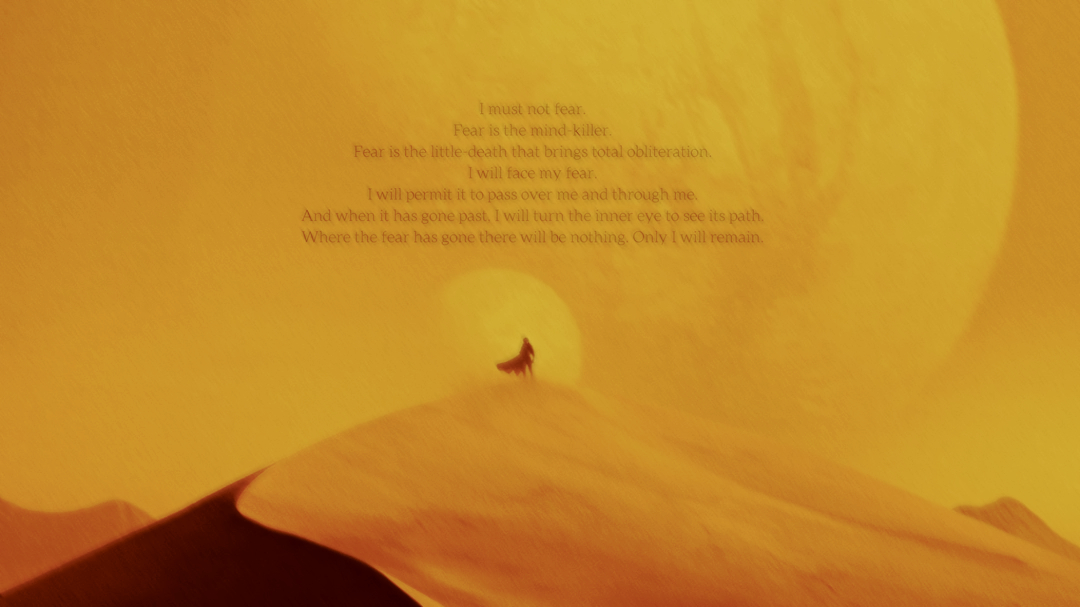 I must not fear.
Fear is the mind-killer.
Fear is the little-death that brings total obliteration.
I will face my fear.
I will permit it to pass over me and through me.
And when it has gone past, I will turn the inner eye to see its path.
Where the fear has gone there will be nothing. Only I will remain.